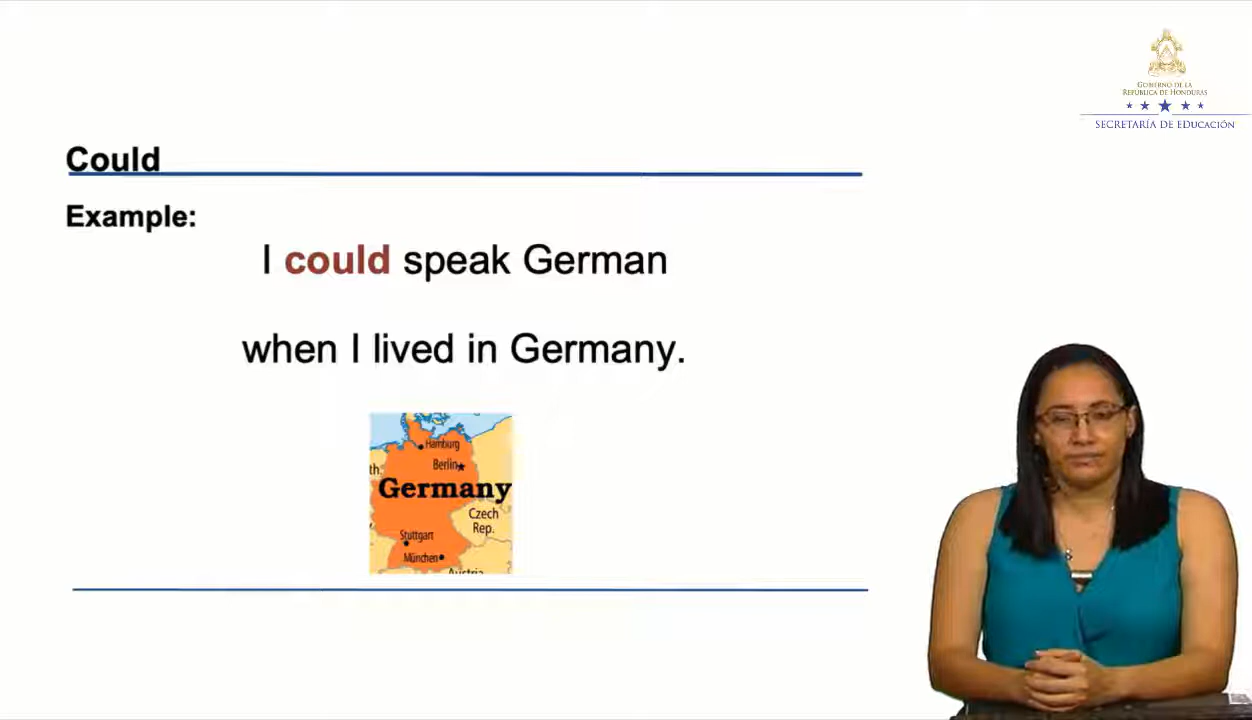 GOBIERNO DE LA
REPÚBLICA DE HONDURAS
SECRETARÍA DE EDUCACIÓN
Could
Example:
I could speak German
when I lived in Germany.
Hamburg
th.
Berlin
Germany
Czech
Rep.
Stuttgart
München
Austria